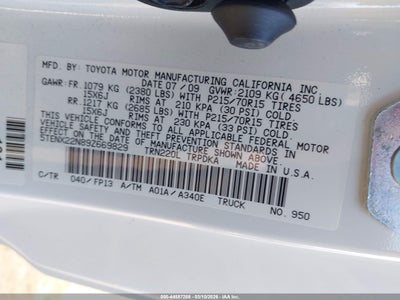 MFD. BY: TOYOTA MOTOR MANUFACTURING CALIFORNIA INC.
DATE 07 / 09 GVWR:2109 KG( 4650 LBS)
GAWR:FR. 1079 KG (2380 LBS) WITH P215/70R15 TIRES
15X6J RIMS AT 210 KPA (30 PSI) COLD.
RR. 1217 KG (2685 LBS) WITH P215/70R15 TIRES
15X6J RIMS AT 230 KPA (33 PSI) COLD.
THIS VEHICLE CONFORMS TO ALL APPLICABLE FEDERAL MOTOR
VEHICLE SAFETY STANDARDS IN EFFECT ON THE DATE OF
MANUFACTURE SHOWN ABOVE.
5TENX22N89Z669829 TRN220L TRPDKA MADE IN U.S.A.
C/TR 040/FP13 A/TM A01A/A340E TRUCK NO. 950